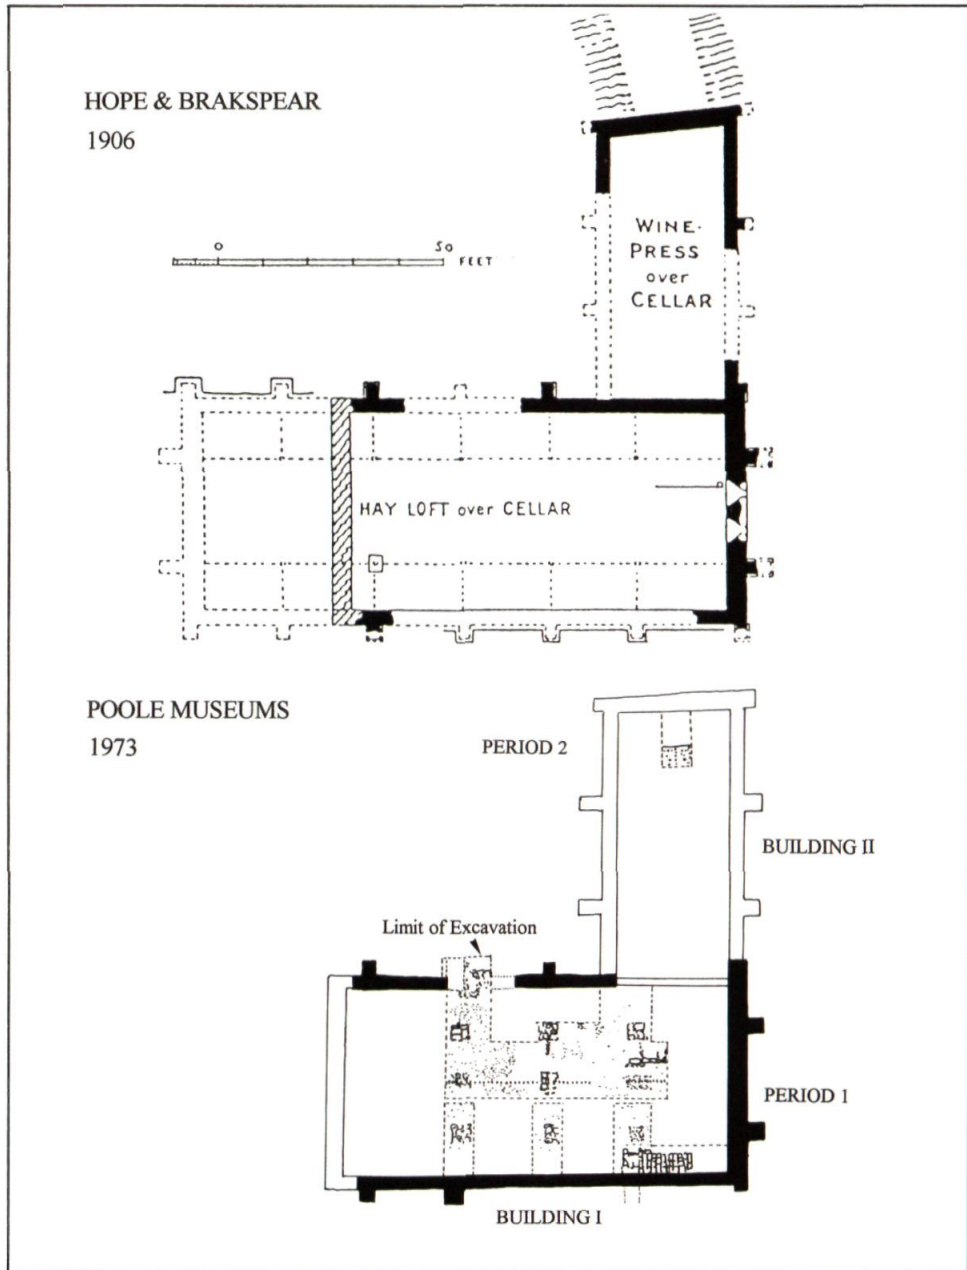 HOPE & BRAKSPEAR
1906
0 50 FEET
WINE-
PRESS
over
CELLAR
HAY LOFT over CELLAR
POOLE MUSEUMS
1973
PERIOD 2
BUILDING II
Limit of Excavation
PERIOD 1
BUILDING I